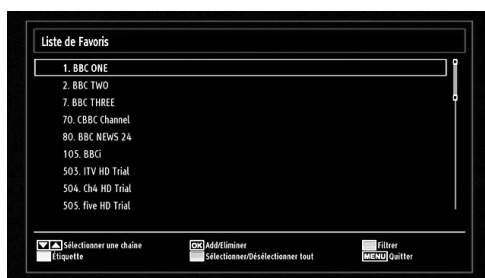 Liste de Favoris
1. BBC ONE
2. BBC TWO
7. BBC THREE
70. CBBC Channel
80. BBC NEWS 24
105. BBCi
503. ITV HD Trial
504. Ch4 HD Trial
505. five HD Trial
Sélectionner une chaîne OK Add/Eliminer Filtrer
Étiquette Sélectionner/Désélectionner tout MENU Quitter